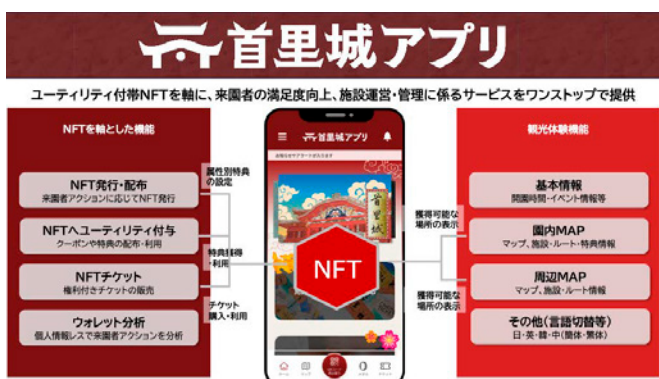 首里城アプリ
ユーティリティ付帯NFTを軸に、来園者の満足度向上、施設運営・管理に係るサービスをワンストップで提供
NFTを軸とした機能
NFT発行・配布
来園者アクションに応じてNFT発行
NFTへユーティリティ付与
クーポンや特典の配布・利用
NFTチケット
権利付きチケットの販売
ウォレット分析
個人情報レスで来園者アクションを分析
属性別特典
の設定
特典獲得
・利用
チケット
購入・利用
首里城アプリ
首里城
NFT
獲得可能な
場所の表示
獲得可能な
場所の表示
観光体験機能
基本情報
開園時間・イベント情報等
園内MAP
マップ、施設・ルート・特典情報
周辺MAP
マップ、施設・ルート情報
その他(言語切替等)
日・英・韓・中(簡体・繁体)